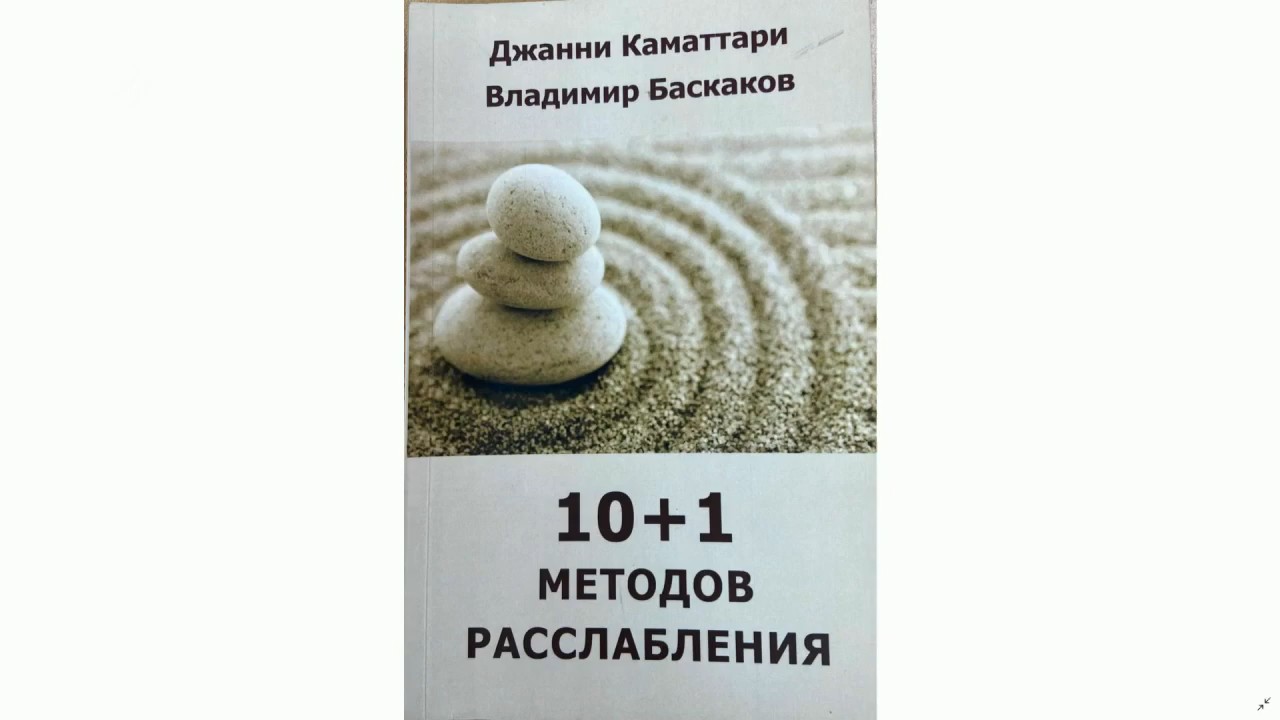 Джанни Каматтари
Владимир Баскаков
10+1
МЕТОДОВ
РАССЛАБЛЕНИЯ